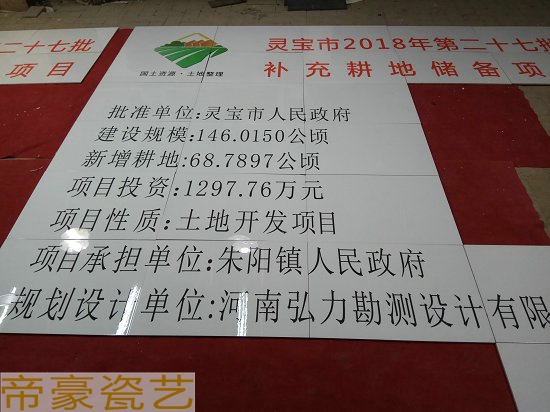 二十七批
项目
灵宝市2018年第二十七批
补充耕地储备项
国土资源·土地整理
批准单位:灵宝市人民政府
建设规模:146.0150公顷
新增耕地:68.7897公顷
项目投资:1297.76万元
项目性质:土地开发项目
项目承担单位:朱阳镇人民政府
规划设计单位:河南弘力勘测设计有限
帝豪瓷艺